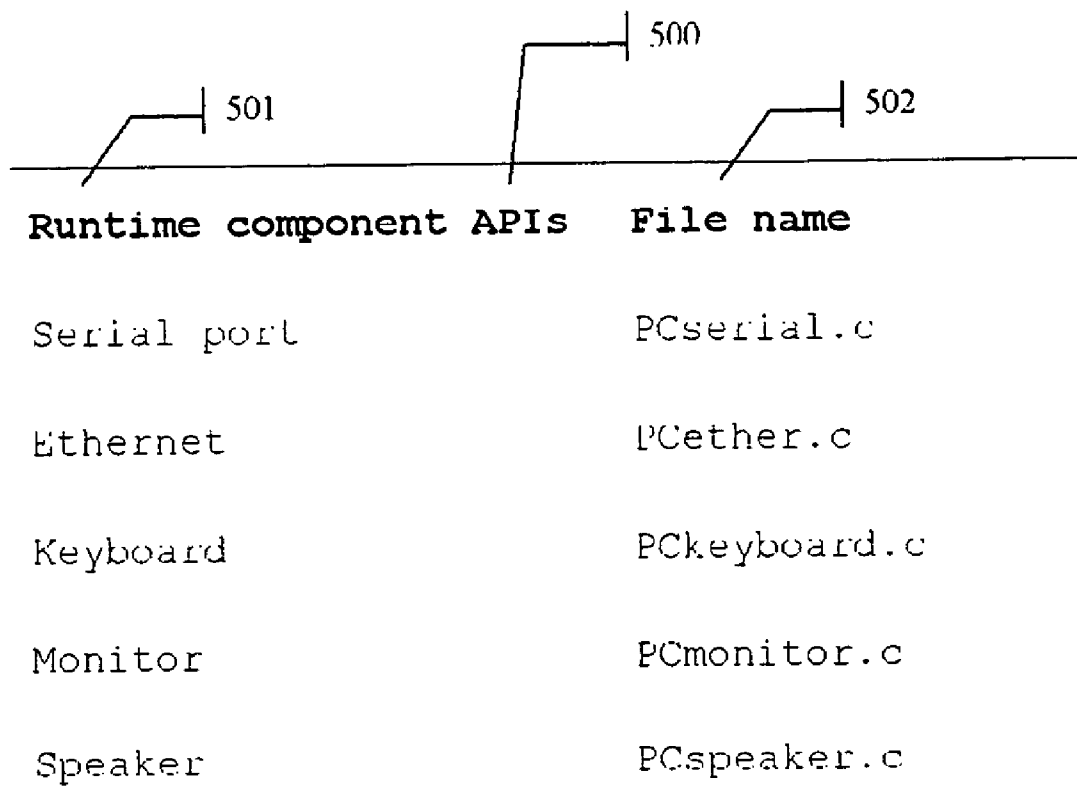 500
501 502
Runtime component APIs File name
Serial port PCserial.c
Ethernet PCether.c
Keyboard PCkeyboard.c
Monitor PCmonitor.c
Speaker PCspeaker.c